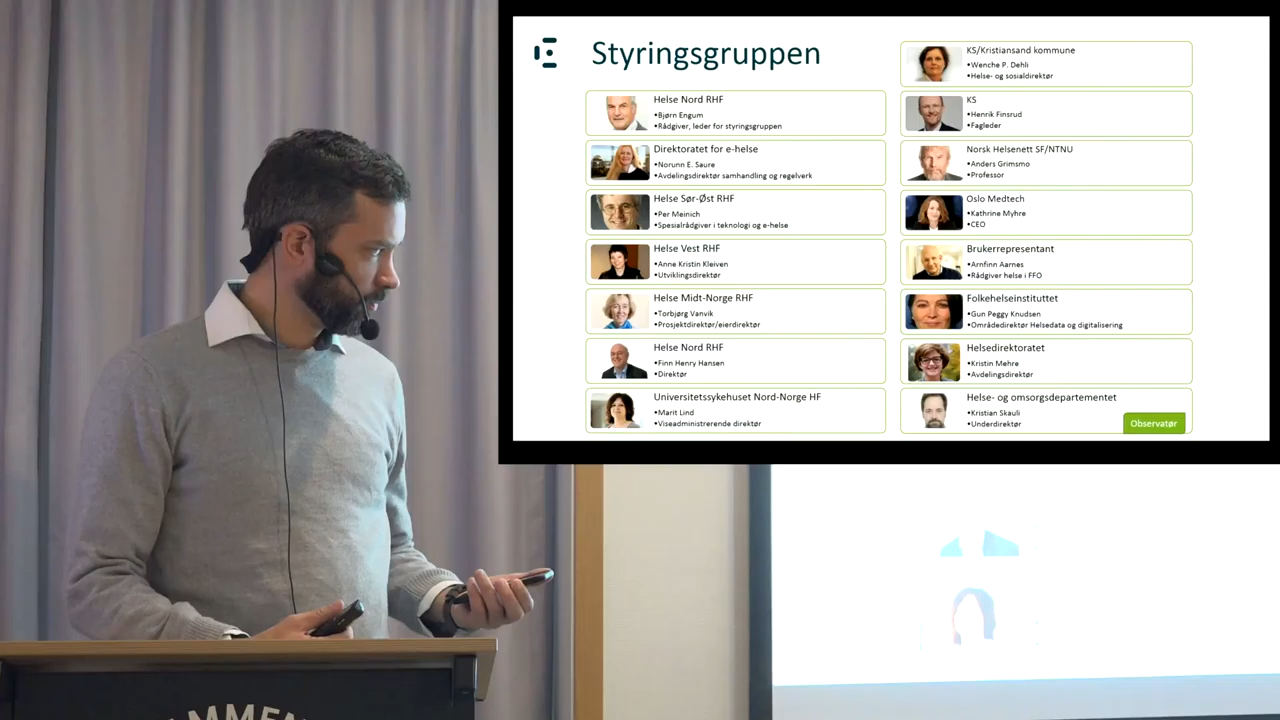 Styringsgruppen
Helse Nord RHF
•Bjørn Engum
•Rådgiver, leder for styringsgruppen
Direktoratet for e-helse
•Norunn E. Saure
•Avdelingsdirektør samhandling og regelverk
Helse Sør-Øst RHF
•Per Meinich
•Spesialrådgiver i teknologi og e-helse
Helse Vest RHF
•Anne Kristin Kleiven
•Utviklingsdirektør
Helse Midt-Norge RHF
•Torbjørg Vanvik
•Prosjektdirektør/eierdirektør
Helse Nord RHF
•Finn Henry Hansen
•Direktør
Universitetssykehuset Nord-Norge HF
•Marit Lind
•Viseadministrerende direktør
KS/Kristiansand kommune
•Wenche P. Dehli
•Helse- og sosialdirektør
KS
•Henrik Finsrud
•Fagleder
Norsk Helsenett SF/NTNU
•Anders Grimsmo
•Professor
Oslo Medtech
•Kathrine Myhre
•CEO
Brukerrepresentant
•Arnfinn Aarnes
•Rådgiver helse i FFO
Folkehelseinstituttet
•Gun Peggy Knudsen
•Områdedirektør Helsedata og digitalisering
Helsedirektoratet
•Kristin Mehre
•Avdelingsdirektør
Helse- og omsorgsdepartementet
•Kristian Skauli
•Underdirektør
Observatør